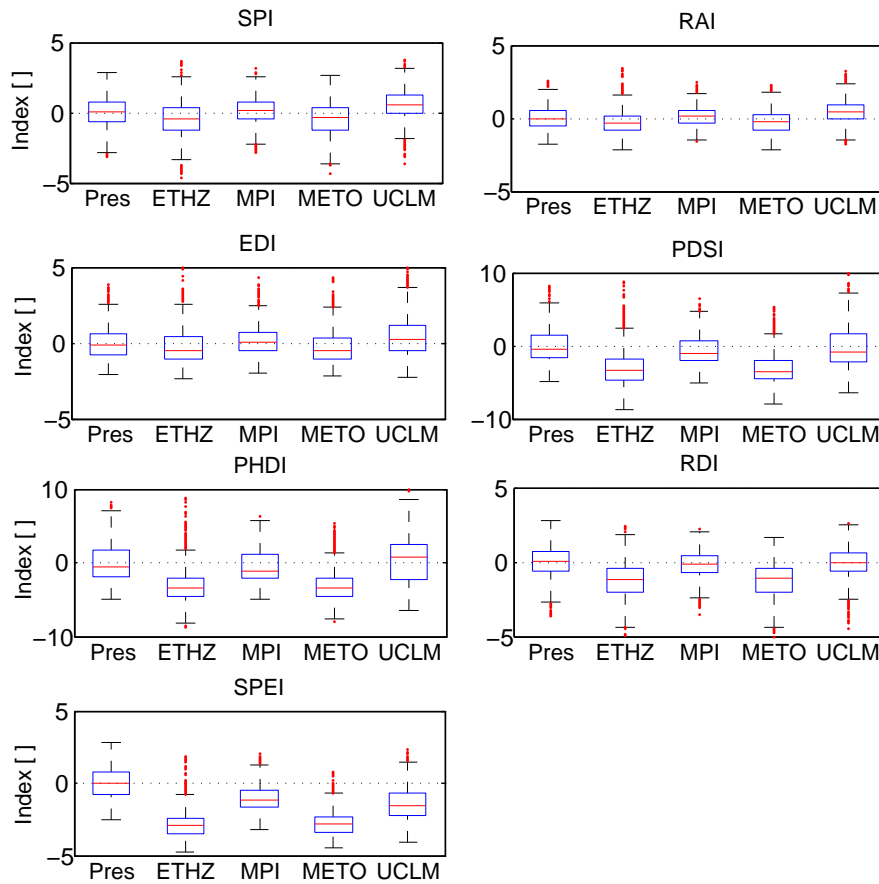 SPI
5
0
−5
Index [ ]
Pres ETHZ MPI METO UCLM
RAI
5
0
−5
Pres ETHZ MPI METO UCLM
EDI
5
0
−5
Index [ ]
Pres ETHZ MPI METO UCLM
PDSI
10
0
−10
Pres ETHZ MPI METO UCLM
PHDI
10
0
−10
Index [ ]
Pres ETHZ MPI METO UCLM
RDI
5
0
−5
Pres ETHZ MPI METO UCLM
SPEI
5
0
−5
Index [ ]
Pres ETHZ MPI METO UCLM